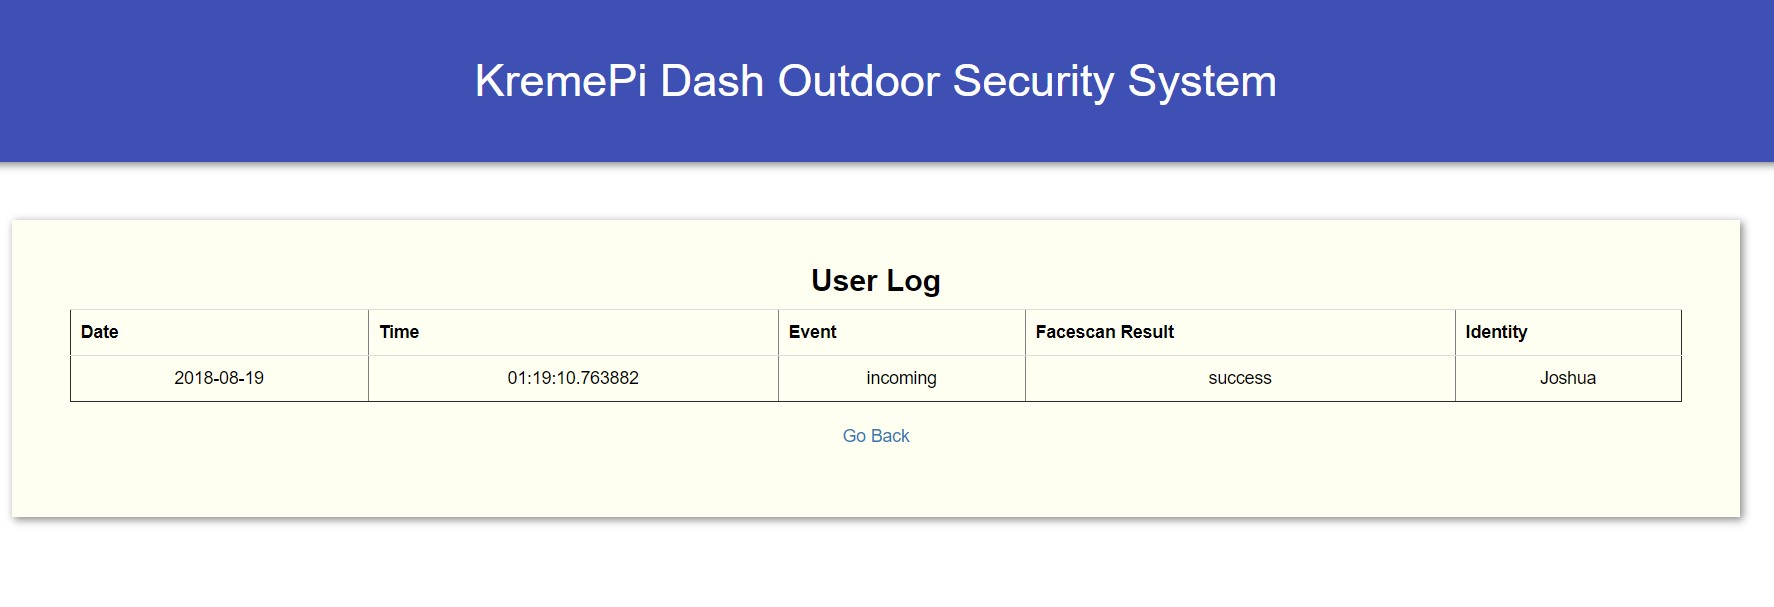 KremePi Dash Outdoor Security System
User Log
Date Time Event Facescan Result Identity
2018-08-19 01:19:10.763882 incoming success Joshua
Go Back